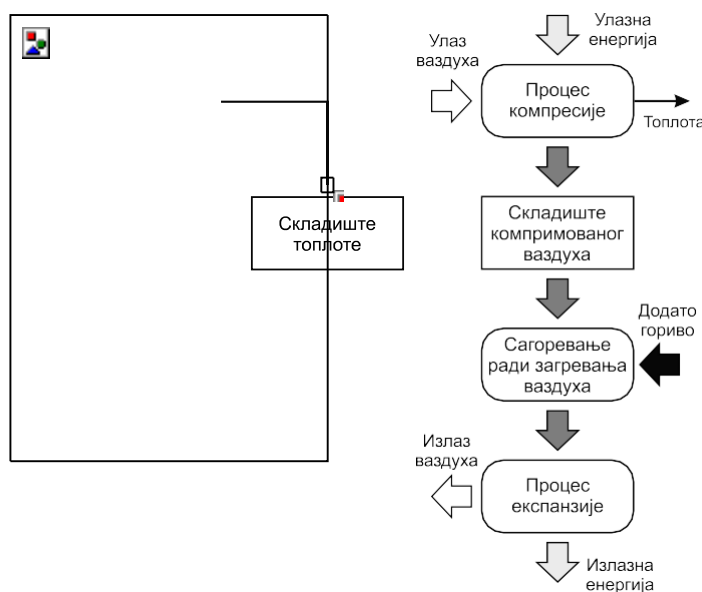 Складиште
топлоте
Улазна
енергија
Улаз
ваздуха
Процес
компресије
Топлота
Складиште
компримованог
ваздуха
Додато
гориво
Сагоревање
ради загревања
ваздуха
Излаз
ваздуха
Процес
експанзије
Излазна
енергија